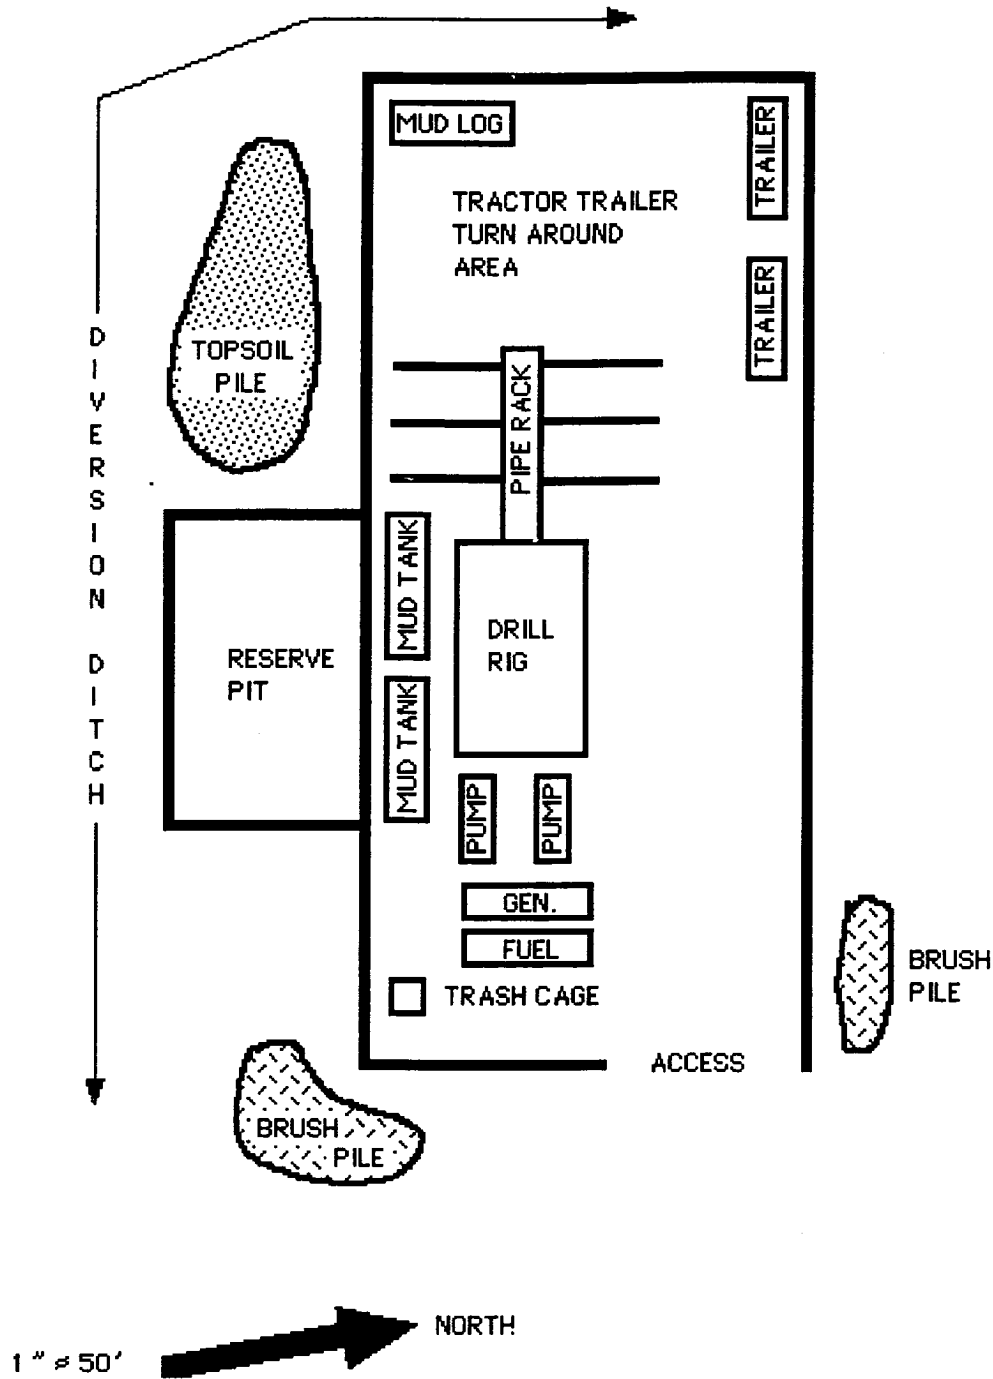 MUD LOG
TRAILER
TRACTOR TRAILER
TURN AROUND
AREA
TRAILER
TOPSOIL
PILE
PIPE RACK
DIVERSION DITCH
MUD TANK
DRILL
RIG
RESERVE
PIT
MUD TANK
PUMP
PUMP
GEN.
FUEL
TRASH CAGE
BRUSH
PILE
ACCESS
BRUSH
PILE
NORTH
1" ≈ 50'